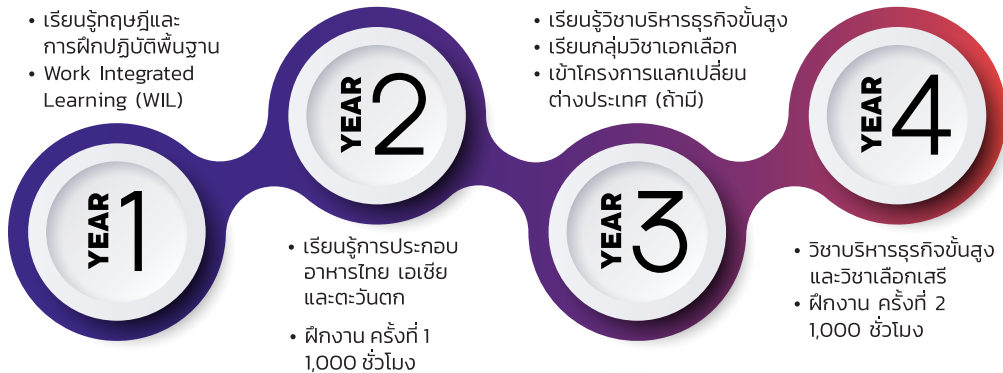 • เรียนรู้ทฤษฎีและ
การฝึกปฏิบัติพื้นฐาน
• Work Integrated
Learning (WIL)
YEAR 1
YEAR 2
• เรียนรู้การประกอบ
อาหารไทย เอเชีย
และตะวันตก
• ฝึกงาน ครั้งที่ 1
1,000 ชั่วโมง
• เรียนรู้วิชาบริหารธุรกิจขั้นสูง
• เรียนกลุ่มวิชาเอกเลือก
• เข้าโครงการแลกเปลี่ยน
ต่างประเทศ (ถ้ามี)
YEAR 3
YEAR 4
• วิชาบริหารธุรกิจขั้นสูง
และวิชาเลือกเสรี
• ฝึกงาน ครั้งที่ 2
1,000 ชั่วโมง